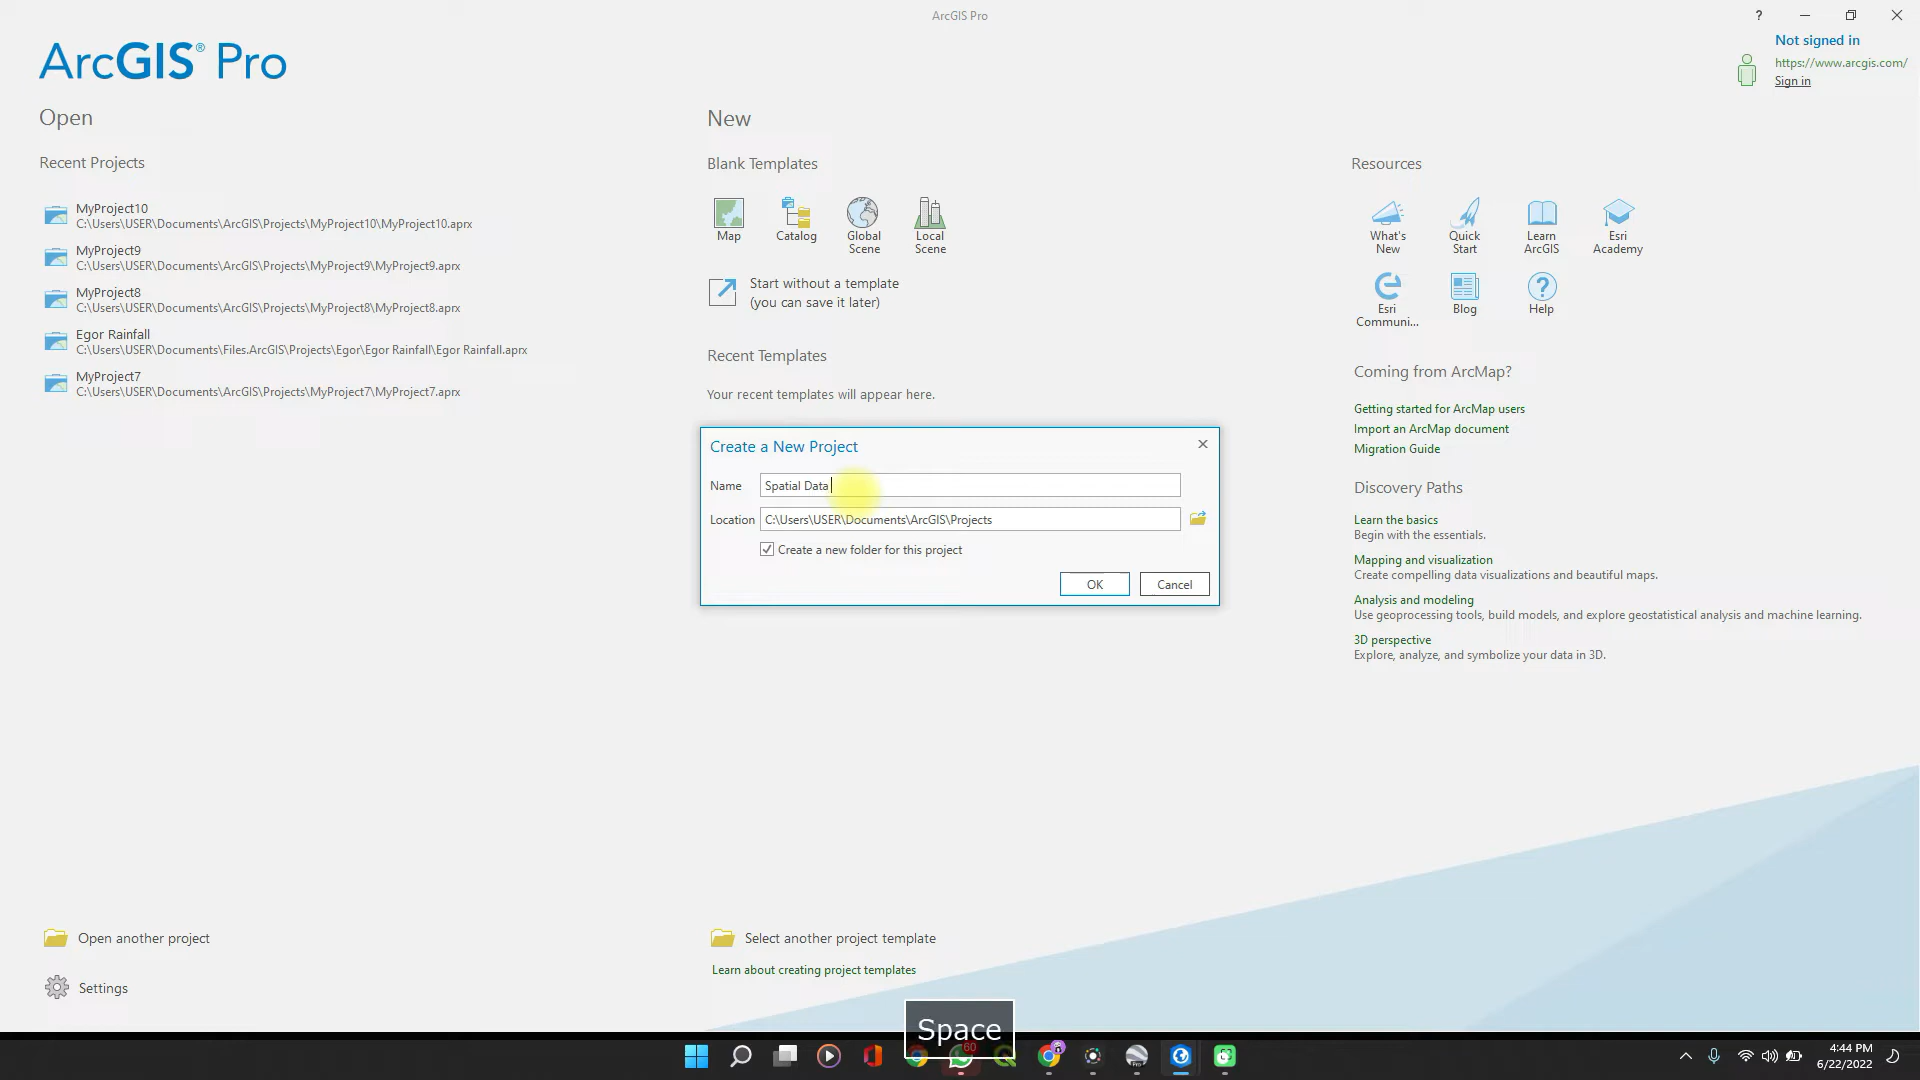 ArcGIS Pro
?
ArcGIS® Pro
Not signed in
https://www.arcgis.com/
Sign in
Open
Recent Projects
MyProject10
C:\Users\USER\Documents\ArcGIS\Projects\MyProject10\MyProject10.aprx
MyProject9
C:\Users\USER\Documents\ArcGIS\Projects\MyProject9\MyProject9.aprx
MyProject8
C:\Users\USER\Documents\ArcGIS\Projects\MyProject8\MyProject8.aprx
Egor Rainfall
C:\Users\USER\Documents\Files.ArcGIS\Projects\Egor\Egor Rainfall\Egor Rainfall.aprx
MyProject7
C:\Users\USER\Documents\ArcGIS\Projects\MyProject7\MyProject7.aprx
Open another project
Settings
New
Blank Templates
Map
Catalog
Global
Scene
Local
Scene
Start without a template
(you can save it later)
Recent Templates
Your recent templates will appear here.
Create a New Project
Name
Spatial Data
Location
C:\Users\USER\Documents\ArcGIS\Projects
Create a new folder for this project
OK
Cancel
Select another project template
Learn about creating project templates
Resources
What's
New
Quick
Start
Learn
ArcGIS
Esri
Academy
Esri
Communi...
Blog
Help
Coming from ArcMap?
Getting started for ArcMap users
Import an ArcMap document
Migration Guide
Discovery Paths
Learn the basics
Begin with the essentials.
Mapping and visualization
Create compelling data visualizations and beautiful maps.
Analysis and modeling
Use geoprocessing tools, build models, and explore geostatistical analysis and machine learning.
3D perspective
Explore, analyze, and symbolize your data in 3D.
Space
60
4:44 PM
6/22/2022